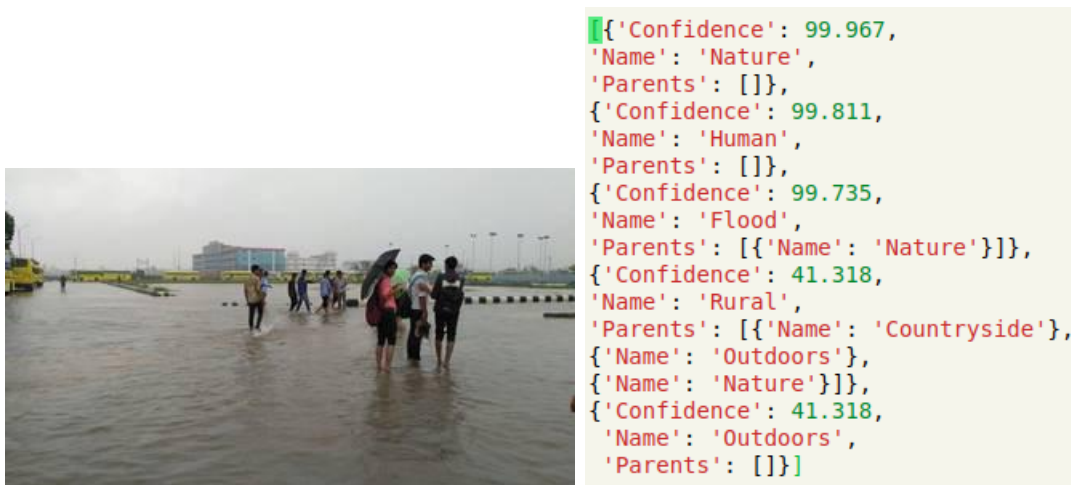 [{'Confidence': 99.967,
'Name': 'Nature',
'Parents': []},
{'Confidence': 99.811,
'Name': 'Human',
'Parents': []},
{'Confidence': 99.735,
'Name': 'Flood',
'Parents': [{'Name': 'Nature'}]},
{'Confidence': 41.318,
'Name': 'Rural',
'Parents': [{'Name': 'Countryside'},
{'Name': 'Outdoors'},
{'Name': 'Nature'}]},
{'Confidence': 41.318,
'Name': 'Outdoors',
'Parents': []}]